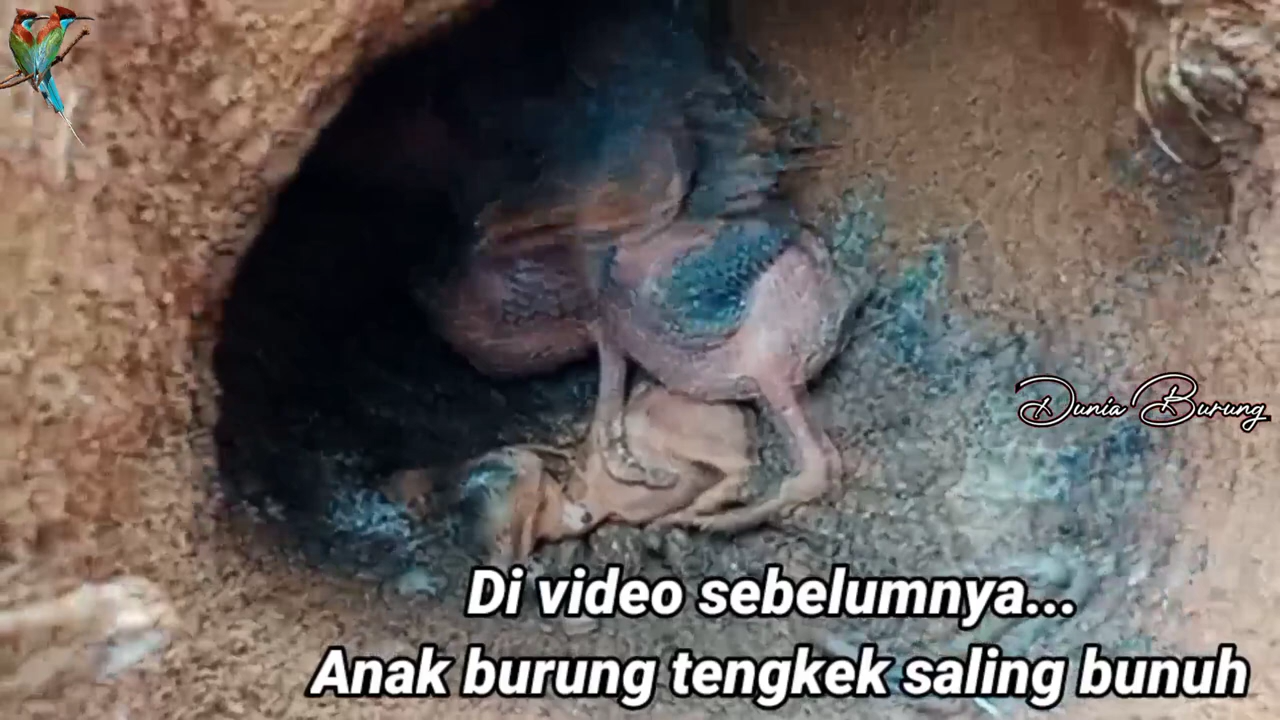 Dunia Burung
Di video sebelumnya...
Anak burung tengkek saling bunuh